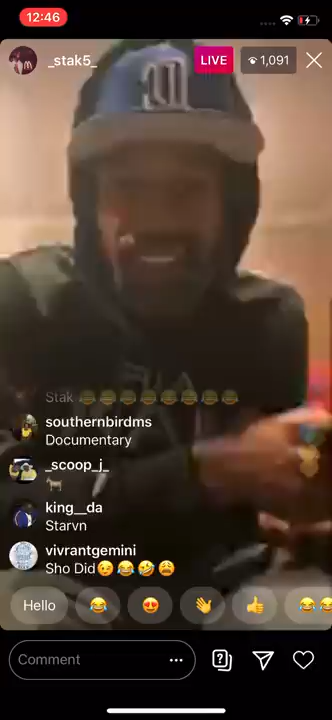 12:46
_stak5_
LIVE
1,091
Stak 😂😂😂😂😂😂😂😂
southernbirdms
Documentary
_scoop_j_
🐐
king__da
Starvn
vivrantgemini
Sho Did😉😂🤣😩
Hello 😂 😍 👋 👍 😂😂
Comment